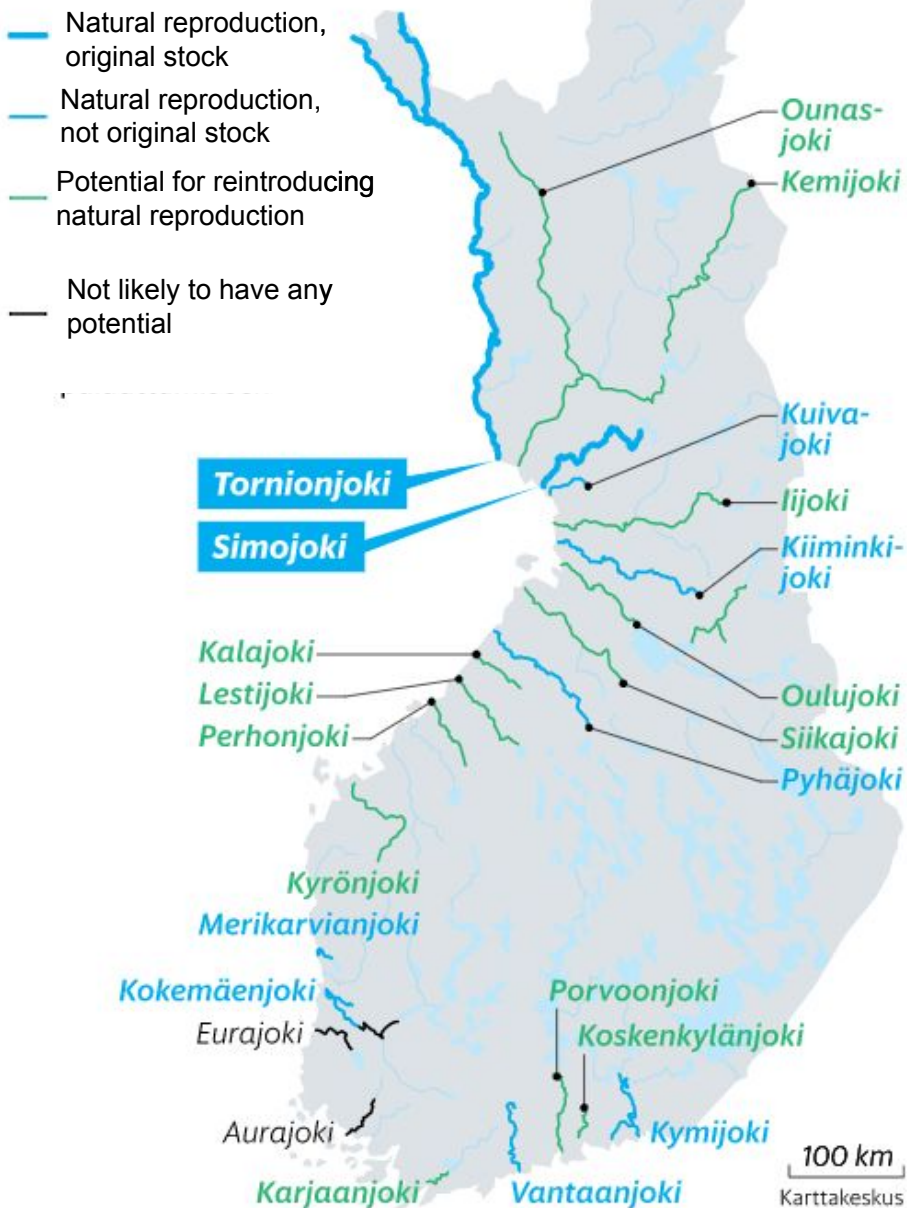 Natural reproduction,
original stock
Natural reproduction,
not original stock
Potential for reintroducing
natural reproduction
Not likely to have any
potential
Ounas-
joki
Kemijoki
Kuiva-
joki
Tornionjoki
Iijoki
Simojoki
Kiiminki-
joki
Kalajoki
Lestijoki
Oulujoki
Perhonjoki
Siikajoki
Pyhäjoki
Kyrönjoki
Merikarvianjoki
Kokemäenjoki
Porvoonjoki
Eurajoki
Koskenkylänjoki
Aurajoki
Kymijoki
100 km
Karjaanjoki
Vantaanjoki
Karttakeskus